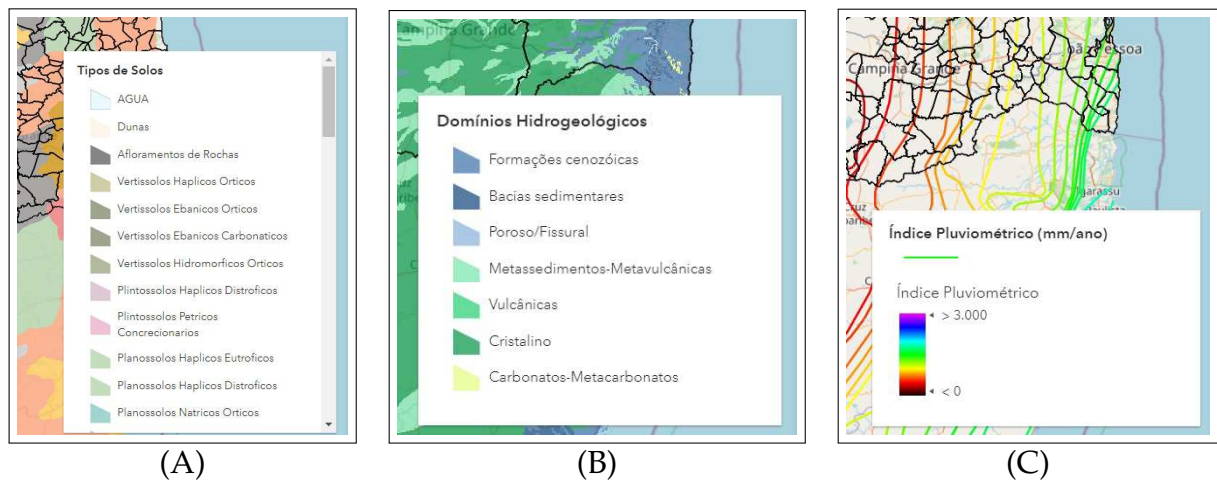 Tipos de Solos
AGUA
Dunas
Afloramentos de Rochas
Vertissolos Haplicos Orticos
Vertissolos Ebanicos Orticos
Vertissolos Ebanicos Carbonaticos
Vertissolos Hidromorficos Orticos
Plintossolos Haplicos Distroficos
Plintossolos Petricos
Concrecionarios
Planossolos Haplicos Eutroficos
Planossolos Haplicos Distroficos
Planossolos Natricos Orticos
(A)
Campina Grande
Domínios Hidrogeológicos
Formações cenozóicas
Bacias sedimentares
Poroso/Fissural
Metassedimentos-Metavulcânicas
Vulcânicas
Cristalino
Carbonatos-Metacarbonatos
(B)
João Pessoa
Campina Grande
garassu
Índice Pluviométrico (mm/ano)
Índice Pluviométrico
> 3.000
< 0
(C)